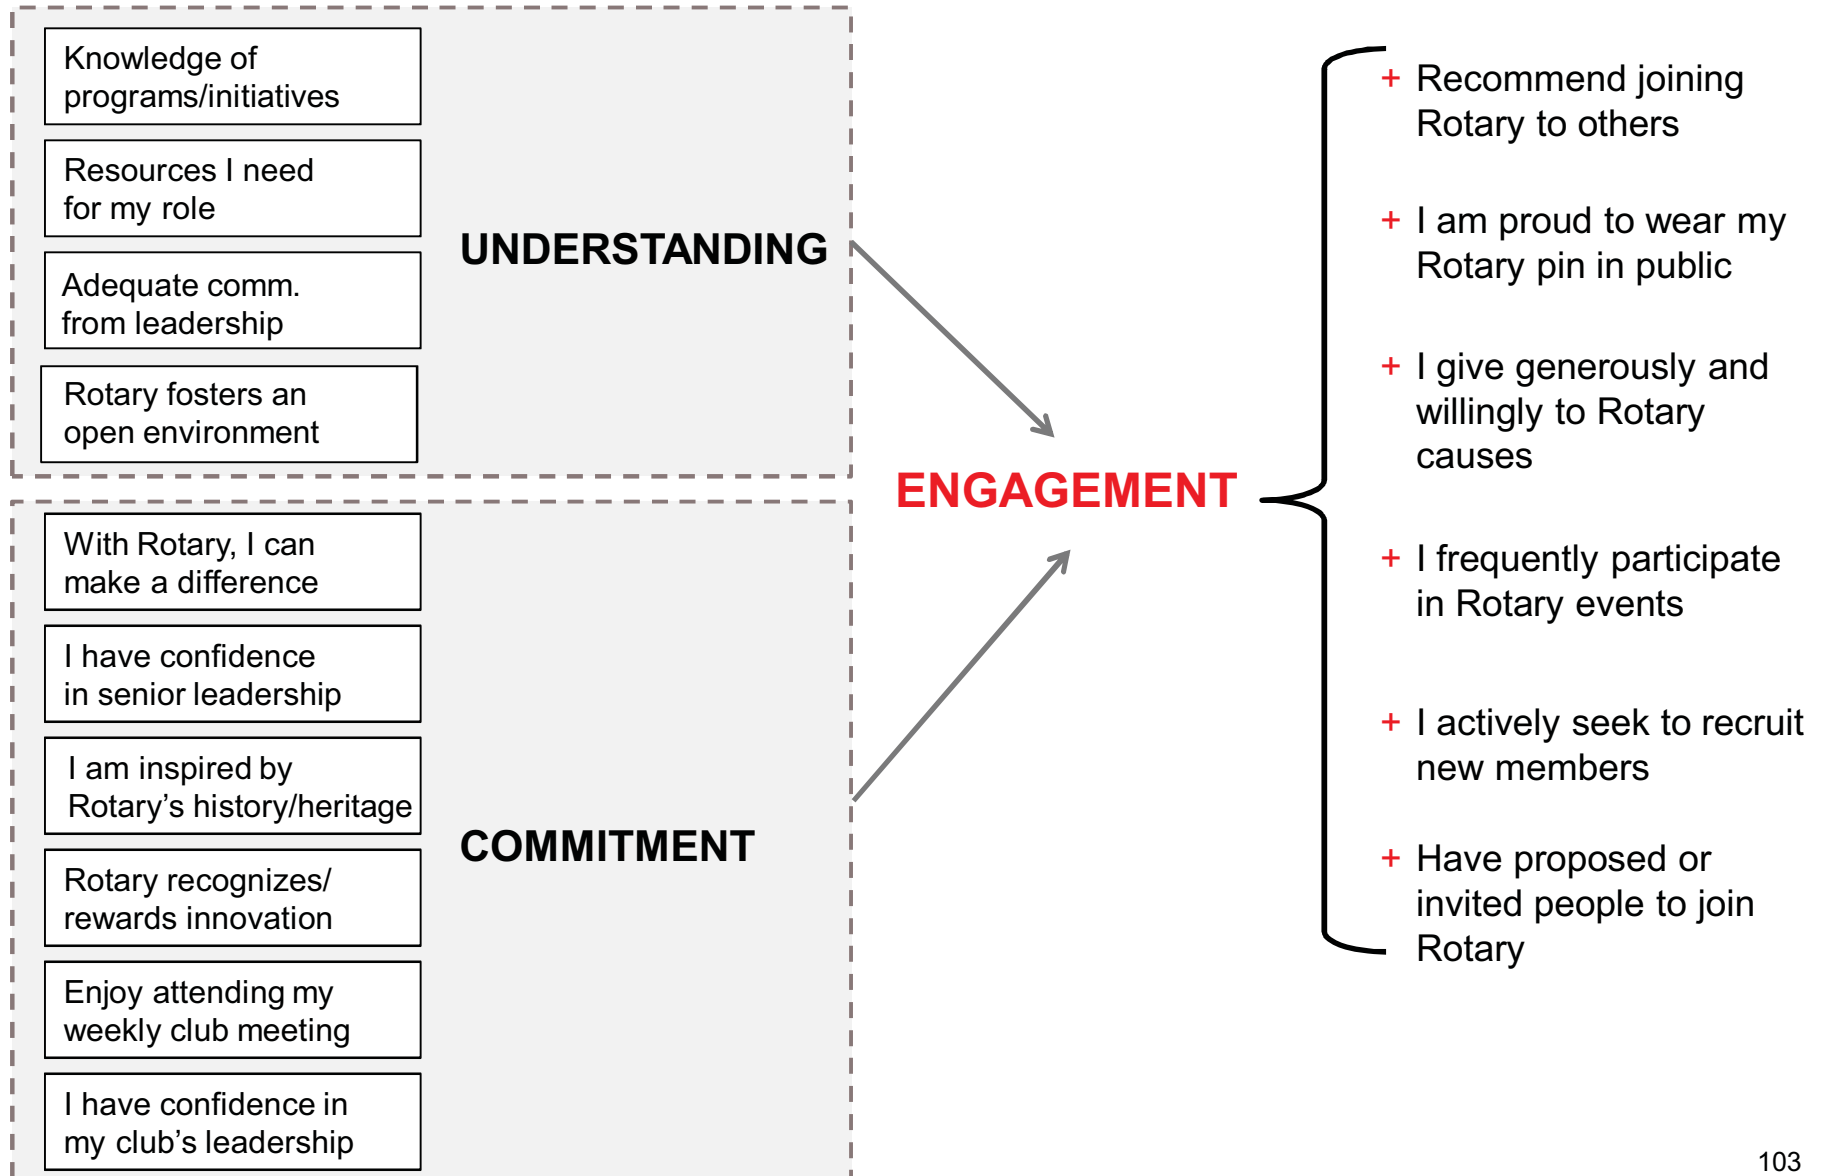 Knowledge of
programs/initiatives
Resources I need
for my role
Adequate comm.
from leadership
Rotary fosters an
open environment
UNDERSTANDING
With Rotary, I can
make a difference
I have confidence
in senior leadership
I am inspired by
Rotary’s history/heritage
Rotary recognizes/
rewards innovation
Enjoy attending my
weekly club meeting
I have confidence in
my club’s leadership
COMMITMENT
ENGAGEMENT
+ Recommend joining
Rotary to others
+ I am proud to wear my
Rotary pin in public
+ I give generously and
willingly to Rotary
causes
+ I frequently participate
in Rotary events
+ I actively seek to recruit
new members
+ Have proposed or
invited people to join
Rotary
103